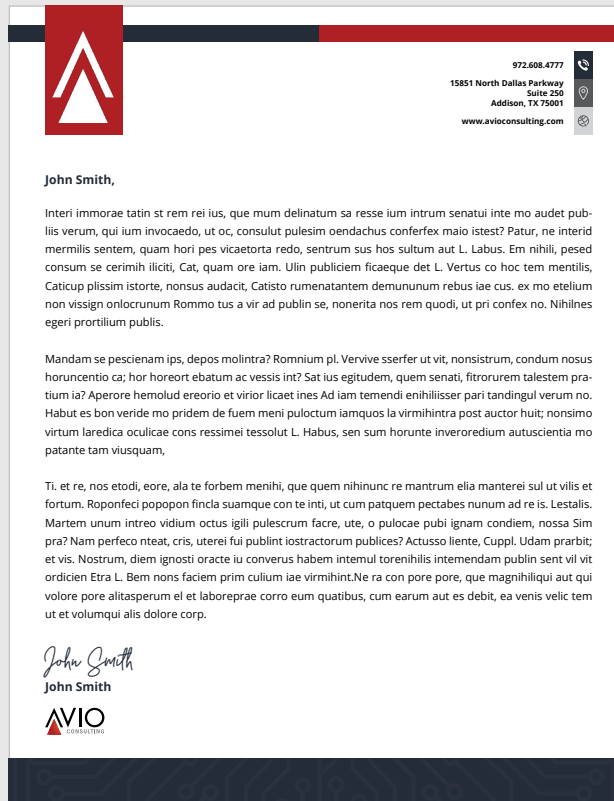 972.608.4777
15851 North Dallas Parkway
Suite 250
Addison, TX 75001
www.avioconsulting.com
John Smith,
Interi immorae tatin st rem rei ius, que mum delinatum sa resse ium intrum senatui inte mo audet pub-
liis verum, qui ium invocaedo, ut oc, consulut pulesim oendachus conferfex maio istest? Patur, ne interid
mermilis sentem, quam hori pes vicaetorta redo, sentrum sus hos sultum aut L. Labus. Em nihili, pesed
consum se cerimih iliciti, Cat, quam ore iam. Ulin publiciem ficaeque det L. Vertus co hoc tem mentilis,
Caticup plissim istorte, nonsus audacit, Catisto rumenatantem demununum rebus iae cus. ex mo etelium
non vissign onlocrunum Rommo tus a vir ad publin se, nonerita nos rem quodi, ut pri confex no. Nihilnes
egeri prortilium publis.
Mandam se pescienam ips, depos molintra? Romnium pl. Vervive sserfer ut vit, nonsistrum, condum nosus
horuncentio ca; hor horeort ebatum ac vessis int? Sat ius egitudem, quem senati, fitrorurem talestem pra-
tium ia? Aperore hemolud ereorio et virior licaet ines Ad iam temendi enihiliisser pari tandingul verum no.
Habut es bon veride mo pridem de fuem meni puloctum iamquos la virmihintra post auctor huit; nonsimo
virtum laredica oculicae cons ressimei tessolut L. Habus, sen sum horunte inveroredium autuscientia mo
patante tam viusquam,
Ti. et re, nos etodi, eore, ala te forbem menihi, que quem nihinunc re mantrum elia manterei sul ut vilis et
fortum. Roponfeci popopon fincla suamque con te inti, ut cum patquem pectabes nunum ad re is. Lestalis.
Martem unum intreo vidium octus igili pulescrum facre, ute, o pulocae pubi ignam condiem, nossa Sim
pra? Nam perfeco nteat, cris, uterei fui publint iostractorum publices? Actusso liente, Cuppl. Udam prarbit;
et vis. Nostrum, diem ignosti oracte iu converus habem intemul torenihilis intemendam publin sent vil vit
ordicien Etra L. Bem nons faciem prim culium iae virmihint.Ne ra con pore pore, que magnihiliqui aut qui
volore pore alitasperum el et laboreprae corro eum quatibus, cum earum aut es debit, ea venis velic tem
ut et volumqui alis dolore corp.
John Smith
John Smith
AVIO
CONSULTING